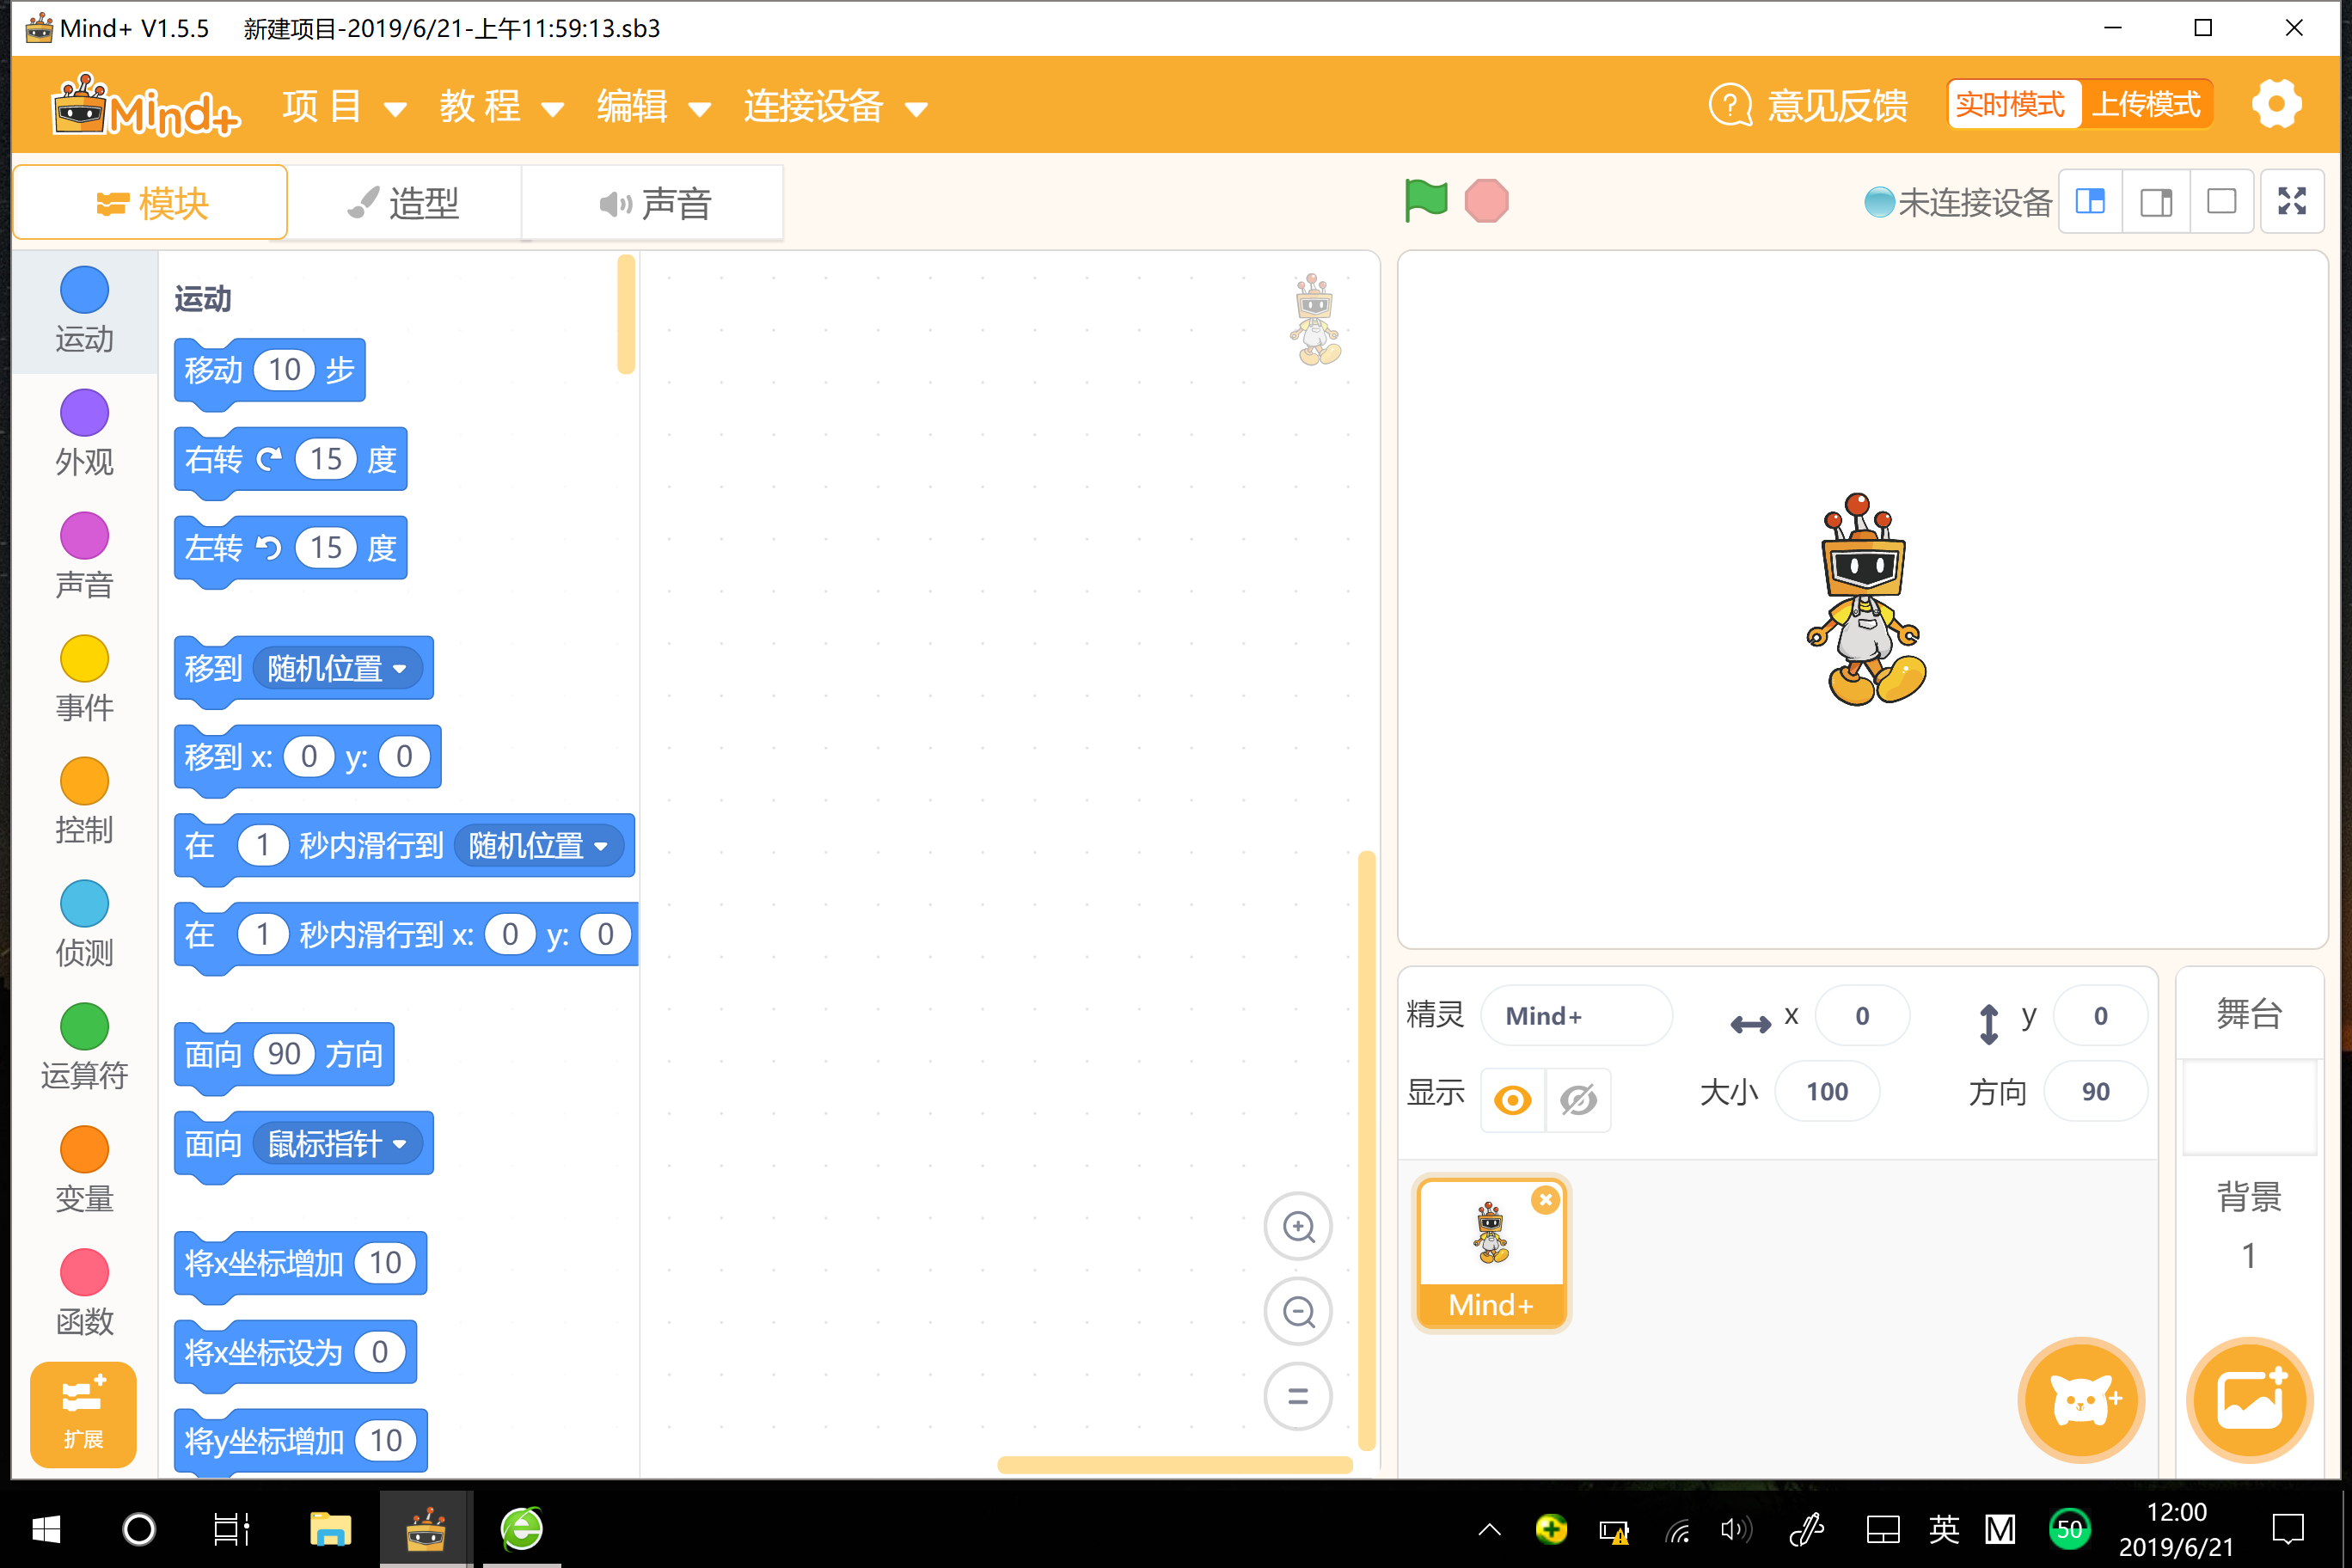 Mind+ V1.5.5 新建项目-2019/6/21-上午11:59:13.sb3
Mind+ 项目 教程 编辑 连接设备 意见反馈 实时模式 上传模式
模块 造型 声音 未连接设备
运动
外观
声音
事件
控制
侦测
运算符
变量
函数
扩展
运动
移动 10 步
右转 15 度
左转 15 度
移到 随机位置
移到 x: 0 y: 0
在 1 秒内滑行到 随机位置
在 1 秒内滑行到 x: 0 y: 0
面向 90 方向
面向 鼠标指针
将x坐标增加 10
将x坐标设为 0
将y坐标增加 10
精灵 Mind+ x 0 y 0
显示 大小 100 方向 90
Mind+
舞台
背景
1
英 M 50 12:00
2019/6/21